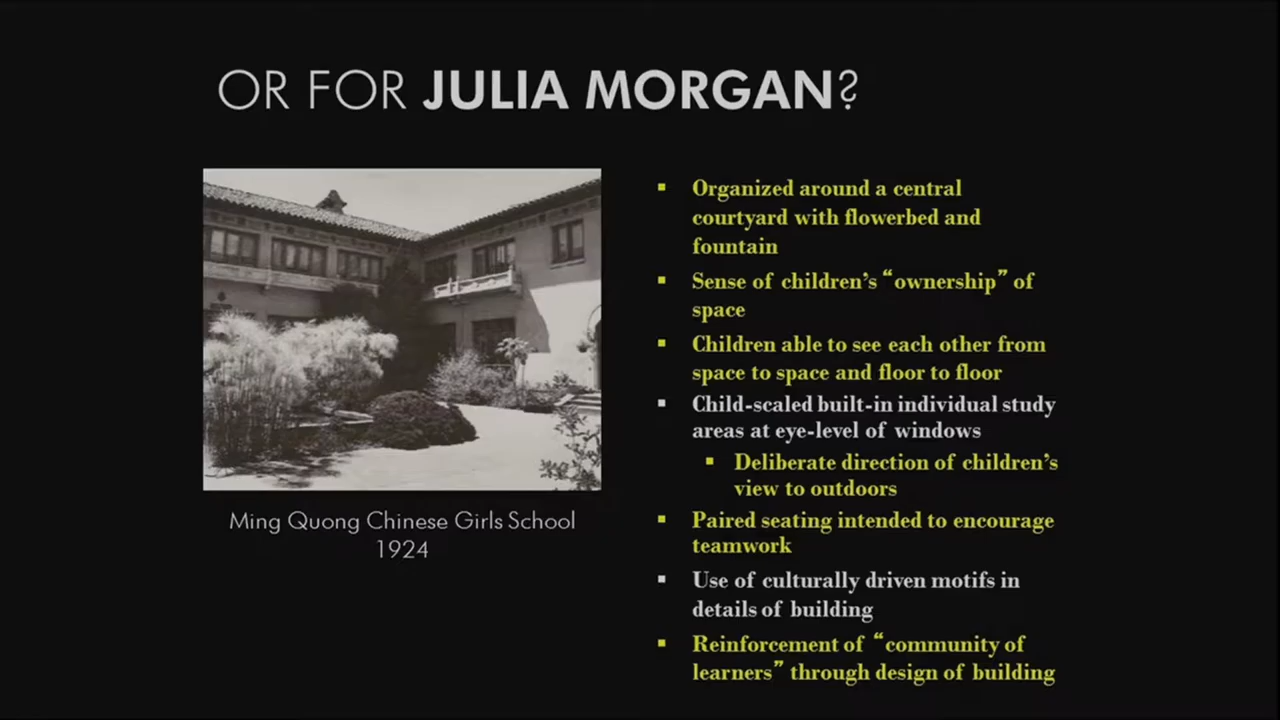 OR FOR JULIA MORGAN?
Organized around a central
courtyard with flowerbed and
fountain
Sense of children’s “ownership” of
space
Children able to see each other from
space to space and floor to floor
Child-scaled built-in individual study
areas at eye-level of windows
Deliberate direction of children’s
view to outdoors
Paired seating intended to encourage
teamwork
Use of culturally driven motifs in
details of building
Reinforcement of “community of
learners” through design of building
Ming Quong Chinese Girls School
1924